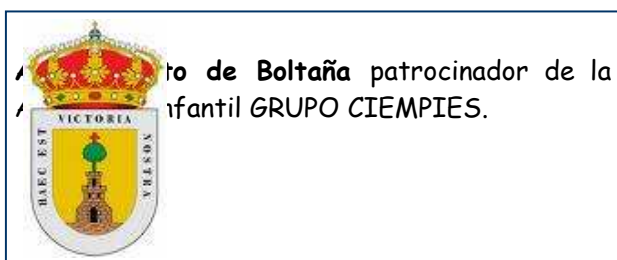 to de Boltaña patrocinador de la
nfantil GRUPO CIEMPIES.
VICTORIA
HAEC EST
NOSTRA